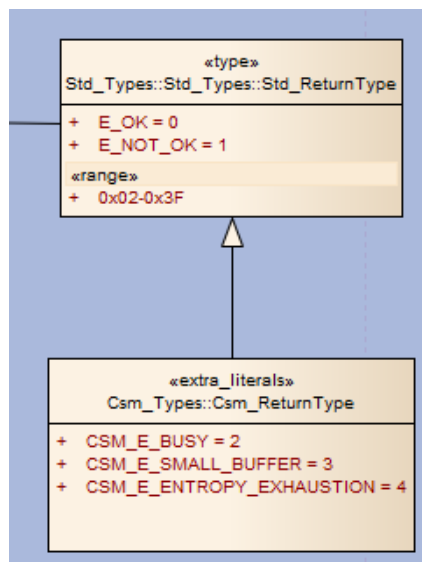 «type»
Std_Types::Std_Types::Std_ReturnType
+ E_OK = 0
+ E_NOT_OK = 1
«range»
+ 0x02-0x3F
«extra_literals»
Csm_Types::Csm_ReturnType
+ CSM_E_BUSY = 2
+ CSM_E_SMALL_BUFFER = 3
+ CSM_E_ENTROPY_EXHAUSTION = 4